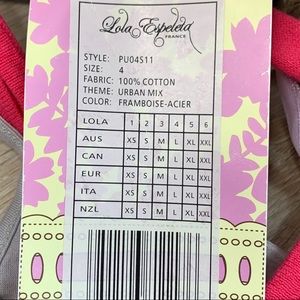 Lola Espeleta
FRANCE
STYLE: PU04S11
SIZE: 4
FABRIC: 100% COTTON
THEME: URBAN MIX
COLOR: FRAMBOISE-ACIER
LOLA 1 2 3 4 5 6
AUS XS S M L XL XXL
CAN XS S M L XL XXL
EUR XS S M L XL XXL
ITA XS S M L XL XXL
NZL XS S M L XL XXL